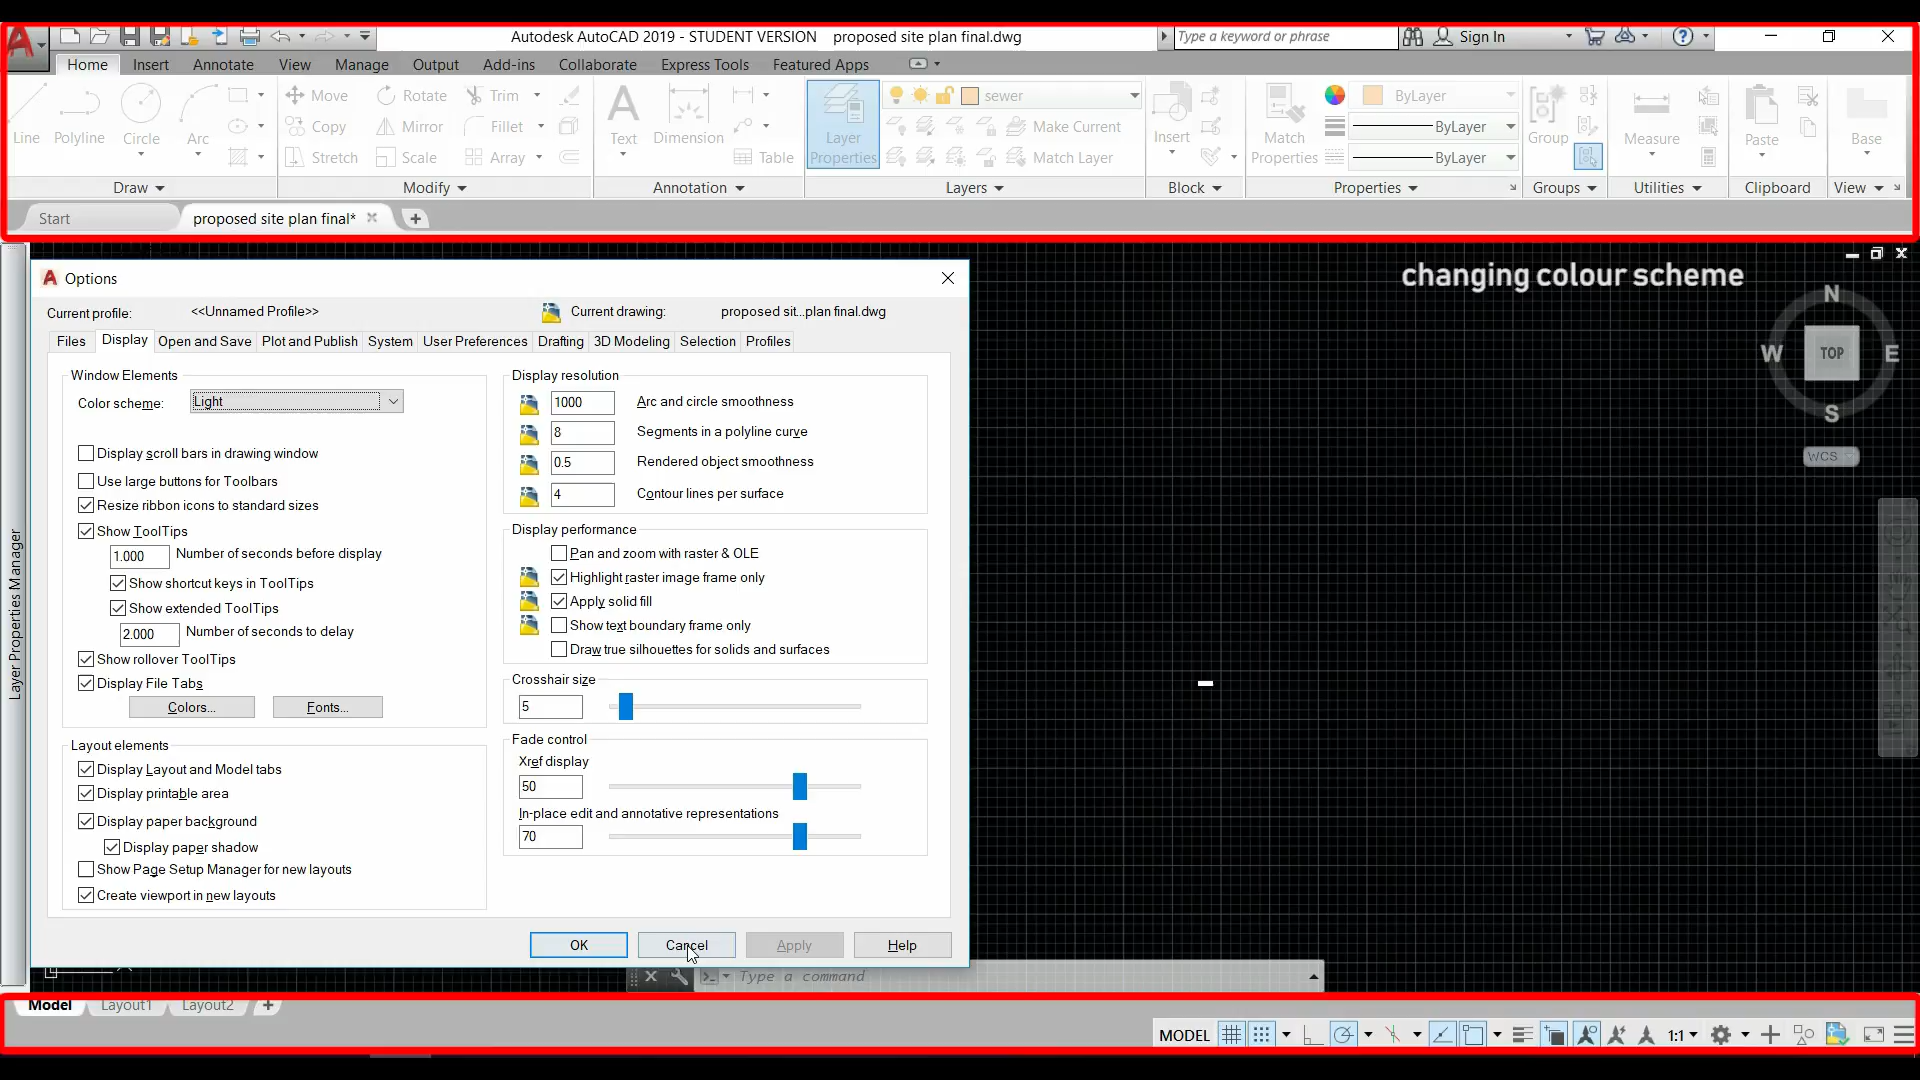 Autodesk AutoCAD 2019 - STUDENT VERSION proposed site plan final.dwg
Type a keyword or phrase
Sign In
Home Insert Annotate View Manage Output Add-ins Collaborate Express Tools Featured Apps
Line Polyline Circle Arc
Move Rotate Trim
Copy Mirror Fillet
Stretch Scale Array
Text Dimension Table
Layer Properties
sewer
Make Current
Match Layer
Insert
Match Properties
ByLayer
ByLayer
ByLayer
Group Measure Paste Base
Draw Modify Annotation Layers Block Properties Groups Utilities Clipboard View
Start proposed site plan final*
changing colour scheme
N
W TOP E
S
WCS
Layer Properties Manager
Options
Current profile: <<Unnamed Profile>> Current drawing: proposed sit...plan final.dwg
Files Display Open and Save Plot and Publish System User Preferences Drafting 3D Modeling Selection Profiles
Window Elements
Color scheme: Light
Display scroll bars in drawing window
Use large buttons for Toolbars
Resize ribbon icons to standard sizes
Show ToolTips
1.000 Number of seconds before display
Show shortcut keys in ToolTips
Show extended ToolTips
2.000 Number of seconds to delay
Show rollover ToolTips
Display File Tabs
Colors... Fonts...
Layout elements
Display Layout and Model tabs
Display printable area
Display paper background
Display paper shadow
Show Page Setup Manager for new layouts
Create viewport in new layouts
Display resolution
1000 Arc and circle smoothness
8 Segments in a polyline curve
0.5 Rendered object smoothness
4 Contour lines per surface
Display performance
Pan and zoom with raster & OLE
Highlight raster image frame only
Apply solid fill
Show text boundary frame only
Draw true silhouettes for solids and surfaces
Crosshair size
5
Fade control
Xref display
50
In-place edit and annotative representations
70
OK Cancel Apply Help
Type a command
Model Layout1 Layout2
MODEL 1:1